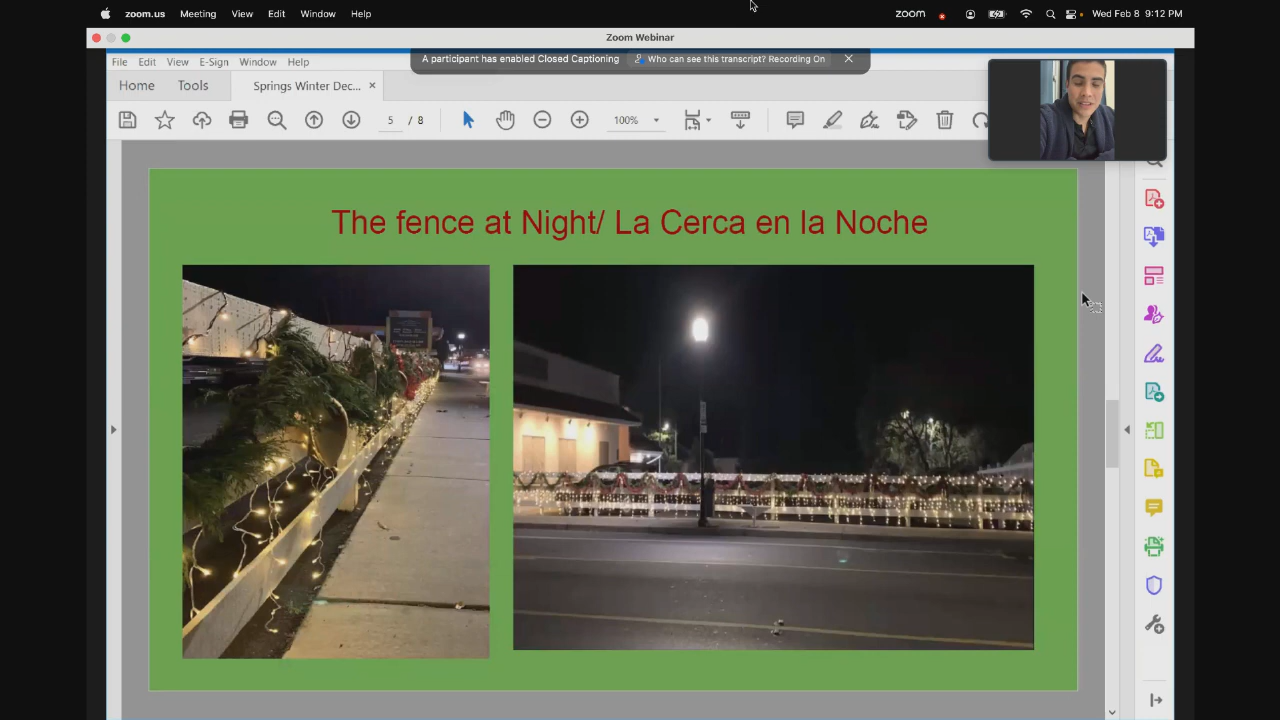 zoom.us Meeting View Edit Window Help zoom Wed Feb 8 9:12 PM
Zoom Webinar
File Edit View E-Sign Window Help
A participant has enabled Closed Captioning Who can see this transcript? Recording On
Home Tools Springs Winter Dec...
5 / 8 100%
The fence at Night/ La Cerca en la Noche